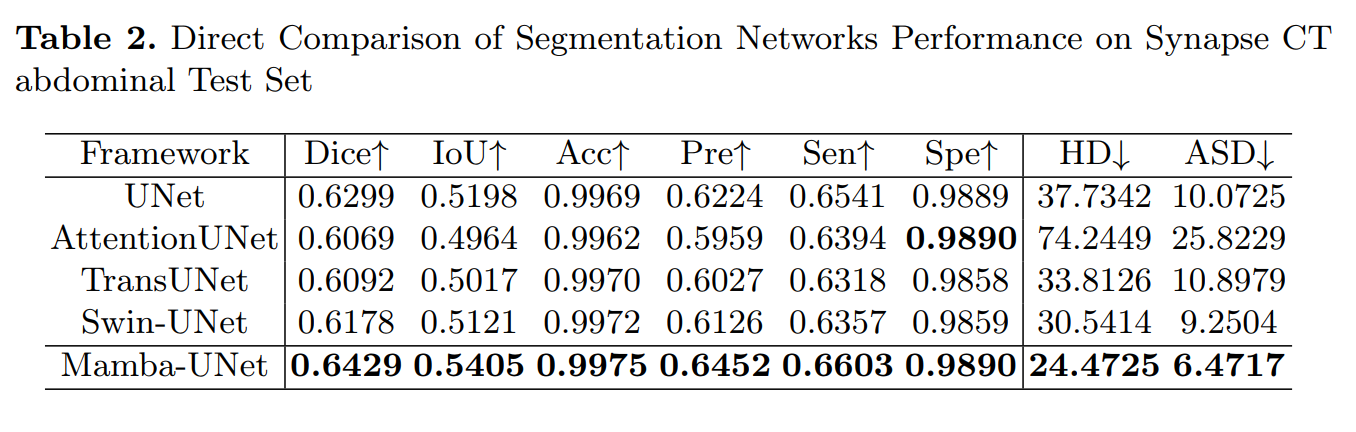 Table 2. Direct Comparison of Segmentation Networks Performance on Synapse CT
abdominal Test Set
Framework Dice↑ IoU↑ Acc↑ Pre↑ Sen↑ Spe↑ HD↓ ASD↓
UNet 0.6299 0.5198 0.9969 0.6224 0.6541 0.9889 37.7342 10.0725
AttentionUNet 0.6069 0.4964 0.9962 0.5959 0.6394 0.9890 74.2449 25.8229
TransUNet 0.6092 0.5017 0.9970 0.6027 0.6318 0.9858 33.8126 10.8979
Swin-UNet 0.6178 0.5121 0.9972 0.6126 0.6357 0.9859 30.5414 9.2504
Mamba-UNet 0.6429 0.5405 0.9975 0.6452 0.6603 0.9890 24.4725 6.4717